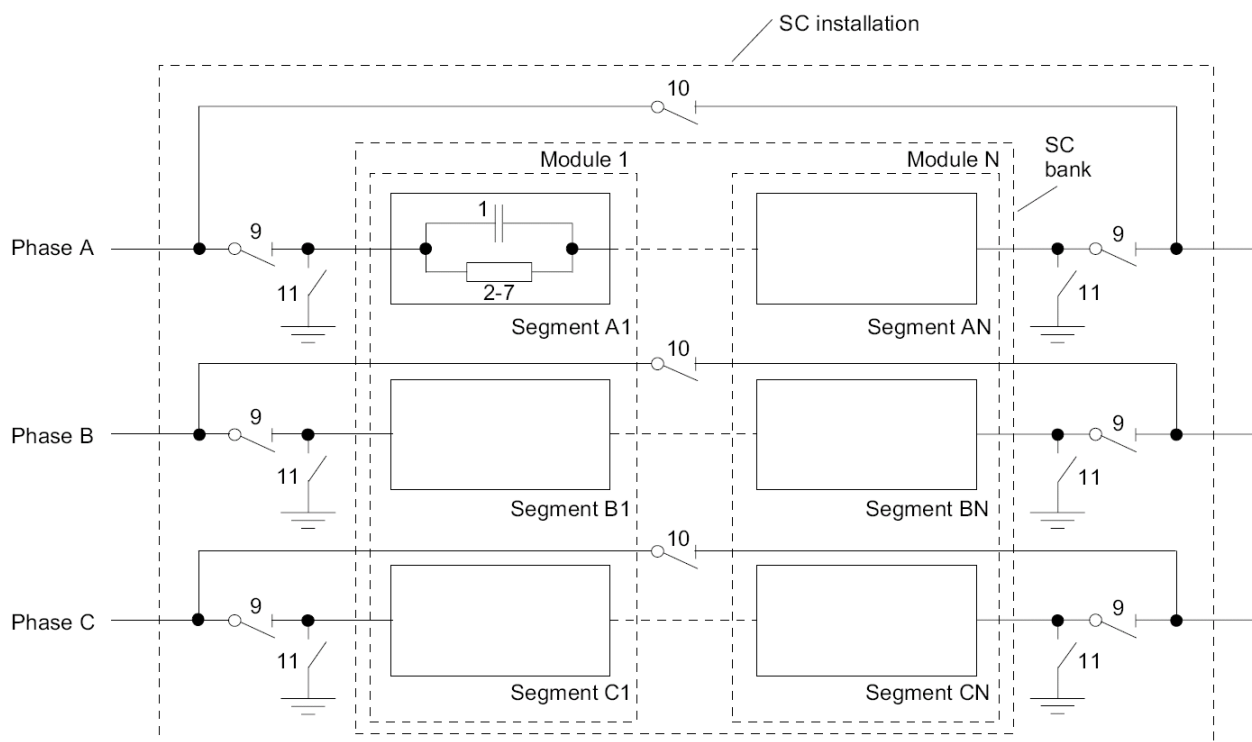 SC installation
10
Module 1
Module N
SC
bank
1
Phase A
9
9
11
2-7
11
Segment A1
Segment AN
10
Phase B
9
9
11
11
Segment B1
Segment BN
10
Phase C
9
9
11
11
Segment C1
Segment CN